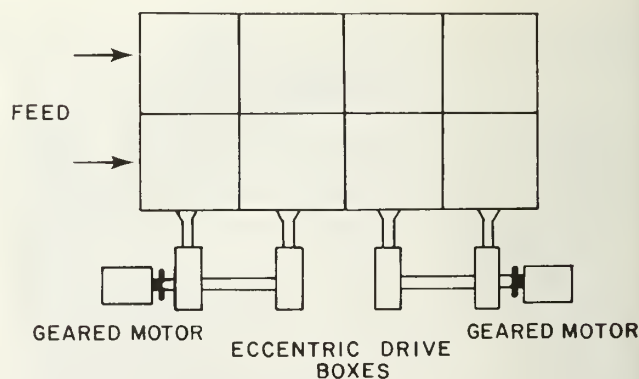 FEED
GEARED MOTOR
GEARED MOTOR
ECCENTRIC DRIVE
BOXES